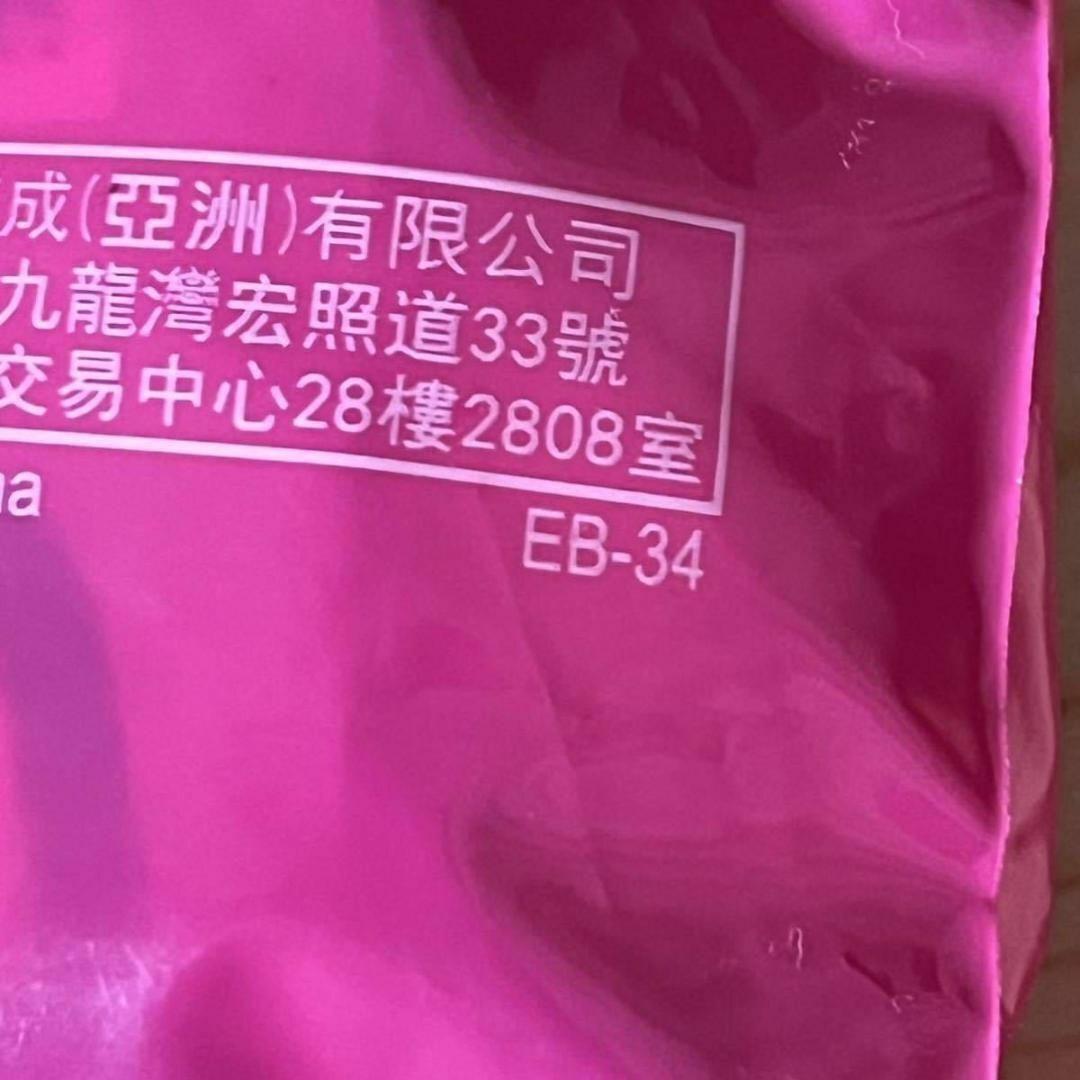 成(亞洲)有限公司
九龍灣宏照道33號
交易中心28樓2808室
EB-34